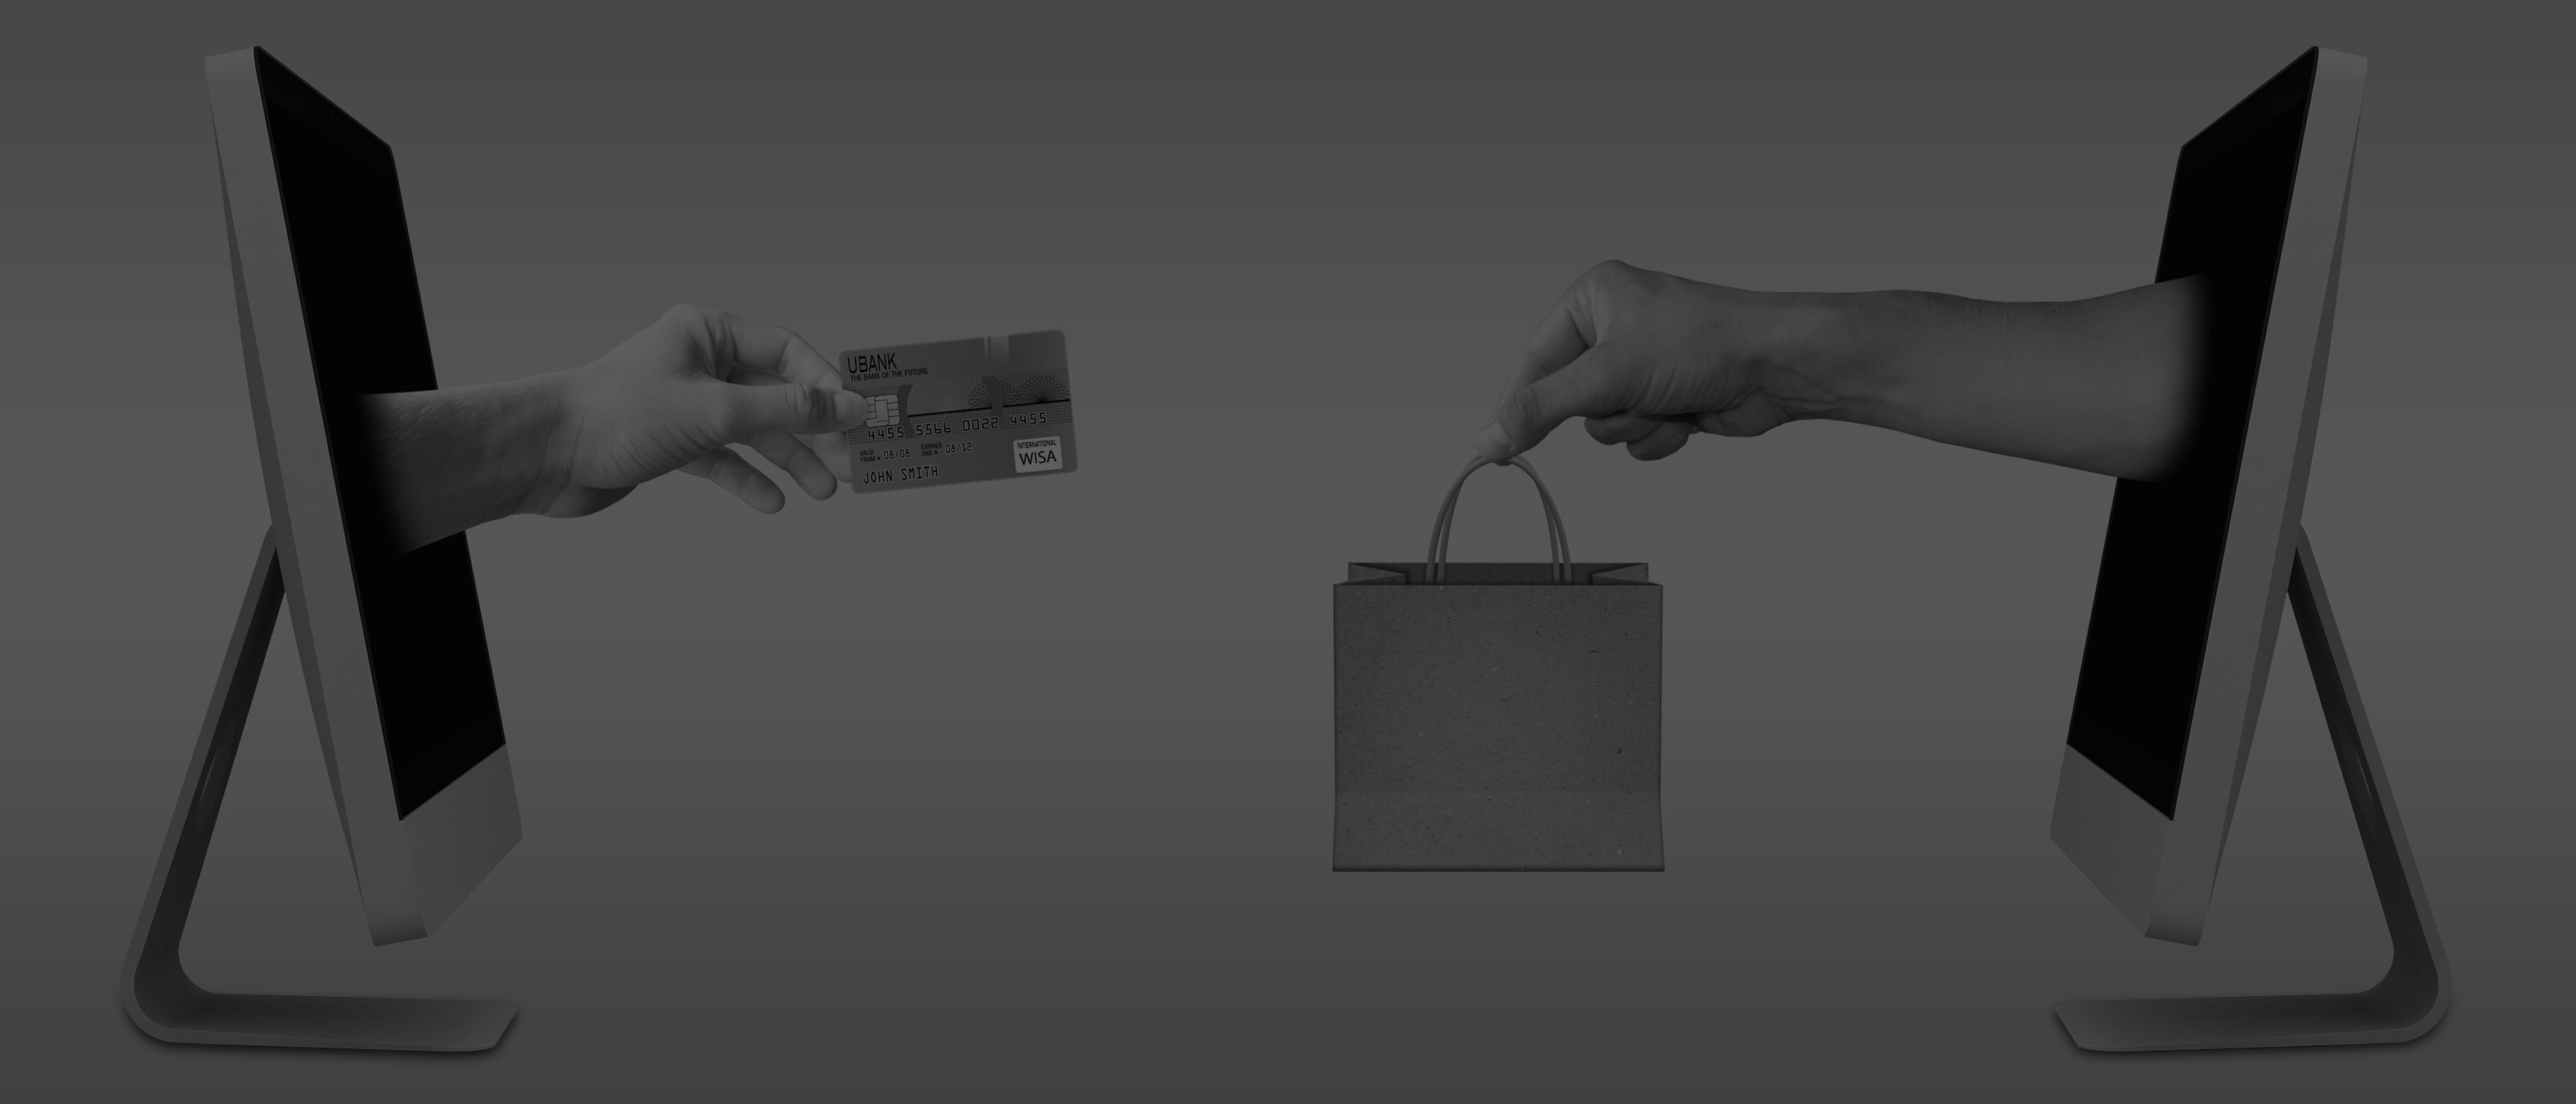 UBANK
THE BANK OF THE FUTURE
4455 5566 0022 4455
VALID FROM 08/08 EXPIRES END 08/12
INTERNATIONAL
WISA
JOHN SMITH